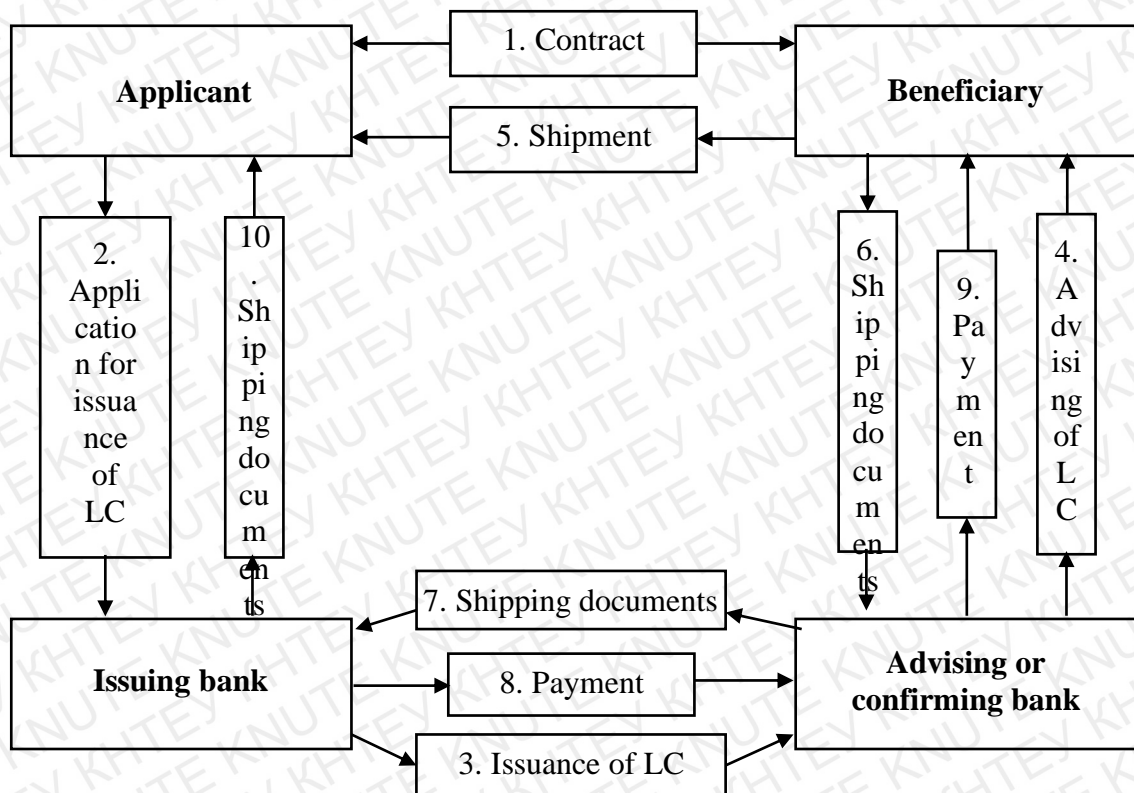 1. Contract
Applicant
Beneficiary
5. Shipment
2.
Appli
catio
n for
issua
nce
of
LC
10
.
Sh
ip
pi
ng
do
cu
m
en
ts
6.
Sh
ip
pi
ng
do
cu
m
en
ts
9.
Pa
y
m
en
t
4.
A
dv
isi
ng
of
L
C
7. Shipping documents
Issuing bank
8. Payment
Advising or
confirming bank
3. Issuance of LC